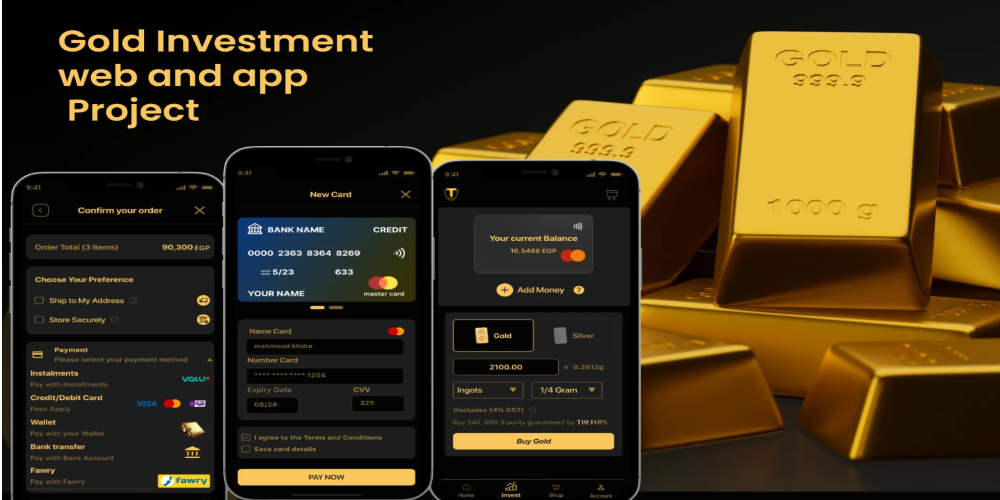 Gold Investment
web and app
Project
GOLD
999.9
1000 g
GOLD
999.9
9:41
Confirm your order
Order Total (3 items) 90,300 EGP
Choose Your Preference
Ship to My Address
Store Securely
Payment
Please select your payment method
Instalments
Pay with Installments
valU
Credit/Debit Card
Fees Apply
VISA
Wallet
Pay with your Wallet
Bank transfer
Pay with Bank Account
Fawry
Pay with Fawry
fawry
9:41
New Card
BANK NAME CREDIT
0000 2363 8364 8269
5/23 633
YOUR NAME
master card
Name Card
mahmoud khdre
Number Card
**** **** **** 1204
Expiry Date CVV
08/28 325
I agree to the Terms and Conditions
Save card details
PAY NOW
9:41
T
Your current Balance
16,5486 EGP
Add Money ?
Gold Silver
2100.00 = 0.3912g
Ingots 1/4 Gram
(Includes 14% GST)
Buy 24K, 999.9 purity guaranteed by
Buy Gold
Home Invest Shop Account